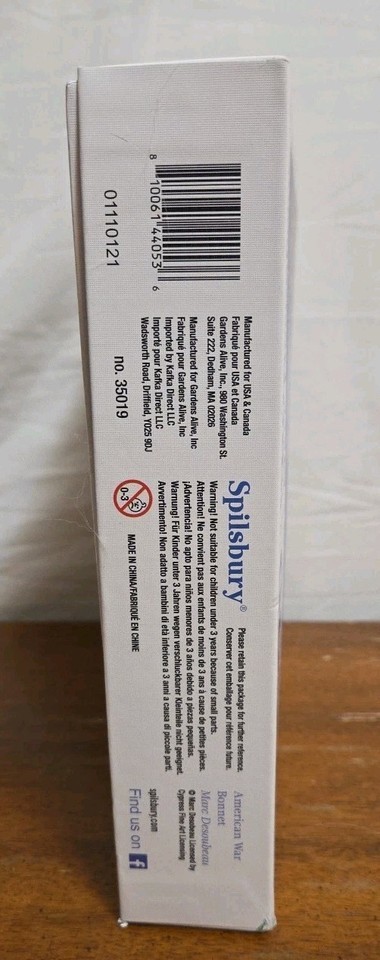 8 10061 44053 6
01110121
Manufactured for USA & Canada
Fabriqué pour USA et Canada
Gardens Alive, Inc., 980 Washington St.
Suite 222, Dedham, MA 02026
Manufactured for Gardens Alive, Inc
Fabriqué pour Gardens Alive, Inc
Imported by Kafka Direct LLC
Importé pour Kafka Direct LLC
Wadsworth Road, Driffield, YO25 9DJ
no. 35019
Please retain this package for further reference.
Conserver cet emballage pour référence future.
Spilsbury®
Warning! Not suitable for children under 3 years because of small parts.
Attention! Ne convient pas aux enfants de moins de 3 ans à cause de petites pièces.
¡Advertencia! No apto para niños menores de 3 años debido a piezas pequeñas.
Warnung! Für Kinder unter 3 Jahren wegen verschluckbarer Kleinteile nicht geeignet.
Avvertimento! Non adatto a bambini di età inferiore a 3 anni a causa di piccole parti.
0-3
MADE IN CHINA/FABRIQUÉ EN CHINE
American War
Bonnet
Marc Desoubeau
© Marc Desoubeau Licensed by
Cypress Fine Art Licensing
spilsbury.com
Find us on f